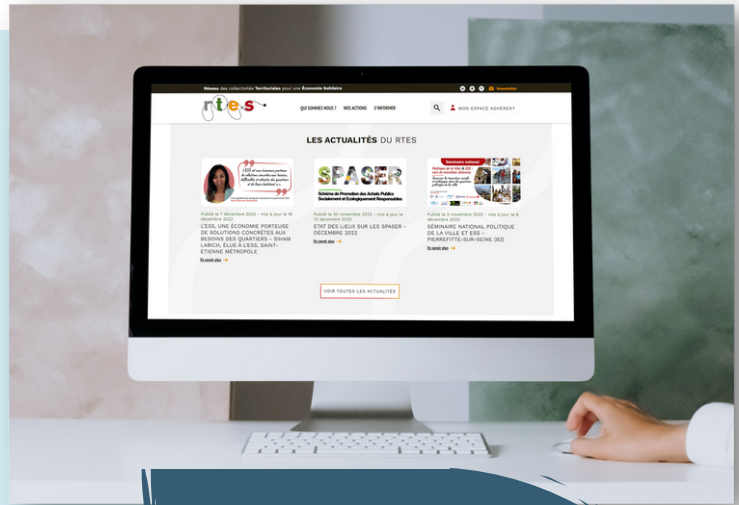 Réseau des collectivités Territoriales pour une Économie Solidaire
Newsletter
rtes
QUI SOMMES NOUS ? MES ACTIONS S'INFORMER
MON ESPACE ADHÉRENT
LES ACTUALITÉS DU RTES
SPASER
Schéma de Promotion des Achats Publics
Socialement et Ecologiquement Responsables
Séminaire national
Publié le 7 décembre 2022 - mis à jour le 16
décembre 2022
L'ESS, UNE ÉCONOMIE PORTEUSE
DE SOLUTIONS CONCRÈTES AUX
BESOINS DES QUARTIERS - SIHAM
LABICH, ÉLUE À L'ESS, SAINT-
ETIENNE MÉTROPOLE
En savoir plus
Publié le 30 novembre 2022 - mis à jour le
15 décembre 2022
ETAT DES LIEUX SUR LES SPASER -
DÉCEMBRE 2022
En savoir plus
Publié le 2 novembre 2022 - mis à jour le 8
décembre 2022
SÉMINAIRE NATIONAL POLITIQUE
DE LA VILLE ET ESS -
PIERREFITTE-SUR-SEINE (93)
En savoir plus
VOIR TOUTES LES ACTUALITÉS